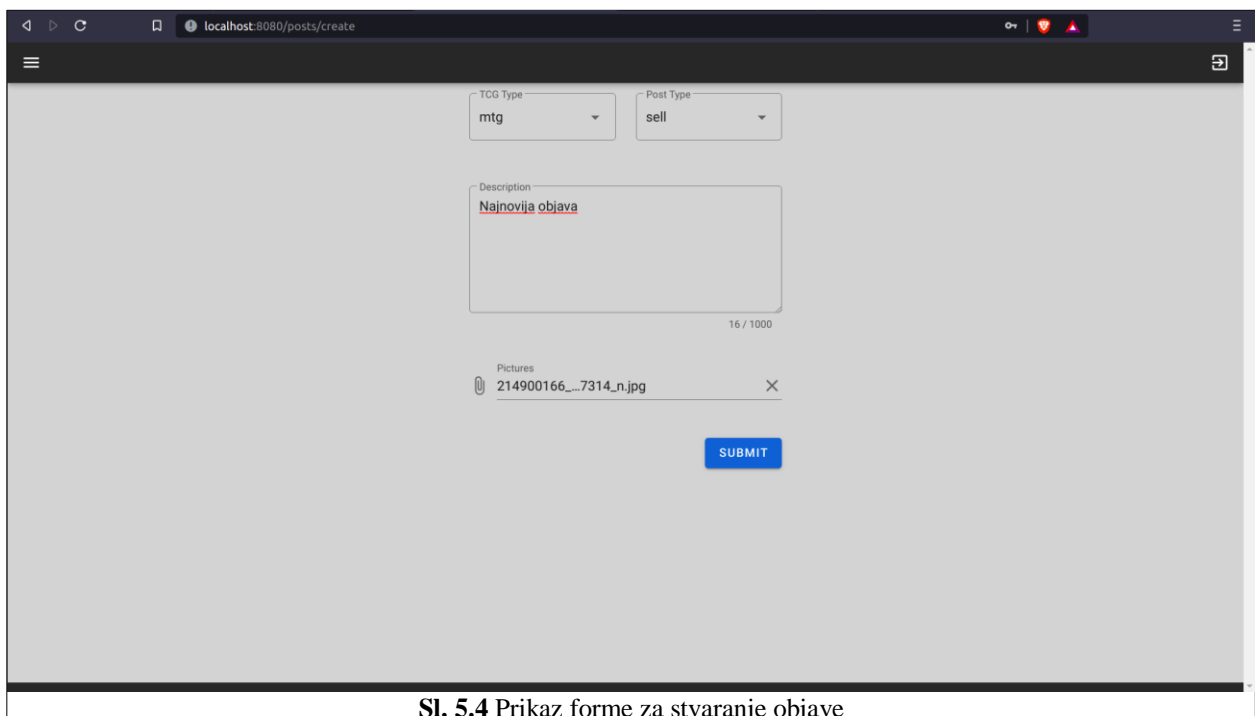 localhost:8080/posts/create
TCG Type
Post Type
mtg
sell
Description
Najnovija objava
16 / 1000
Pictures
214900166_...7314_n.jpg
SUBMIT
Sl. 5.4 Prikaz forme za stvaranje objave